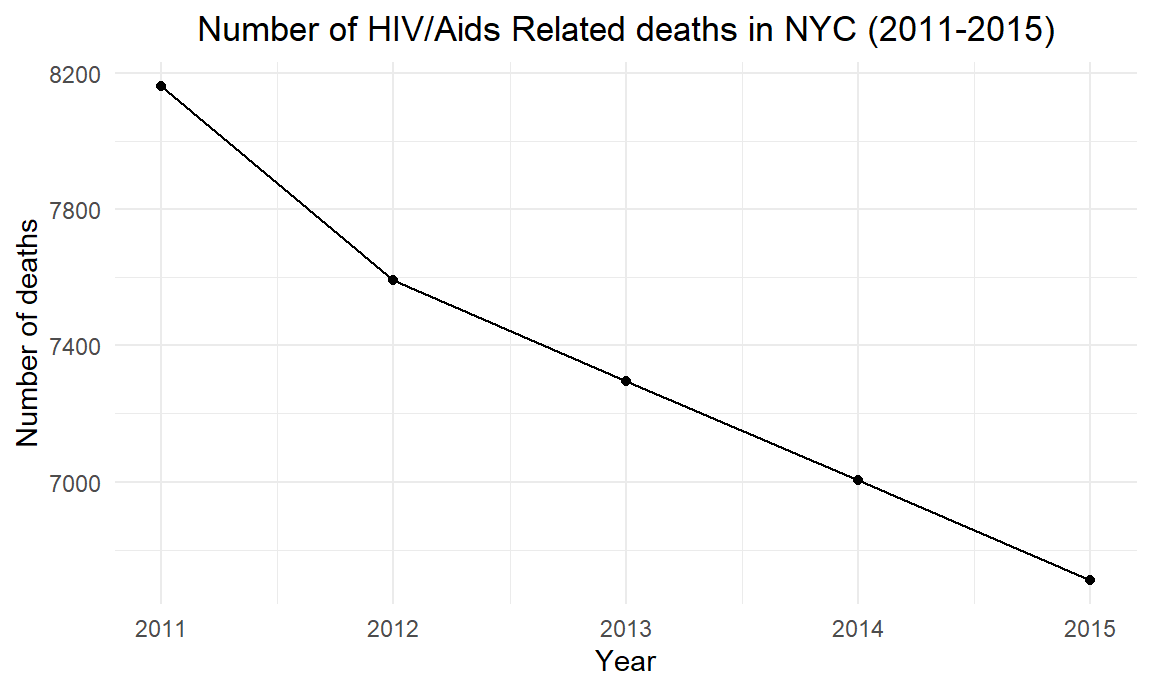 Number of HIV/Aids Related deaths in NYC (2011-2015)
8200
7800
7400
7000
Number of deaths
2011 2012 2013 2014 2015
Year